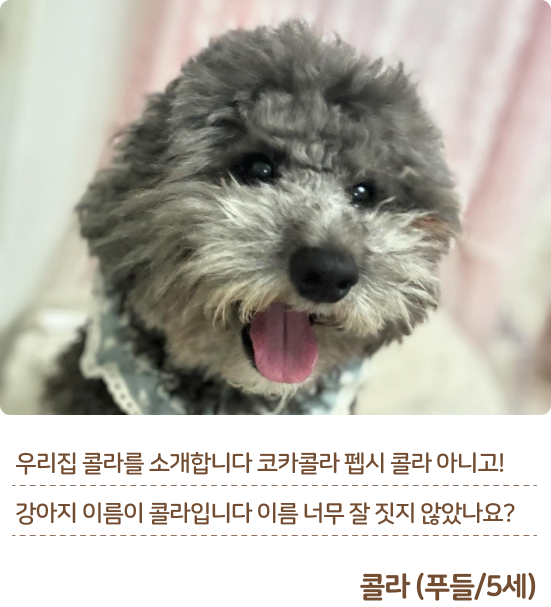 우리집 콜라를 소개합니다 코카콜라 펩시 콜라 아니고!
강아지 이름이 콜라입니다 이름 너무 잘 짓지 않았나요?
콜라 (푸들/5세)